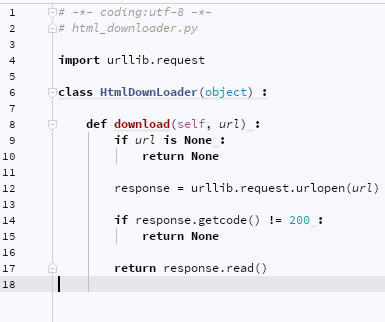 1 # -*- coding:utf-8 -*-
2 # html_downloader.py
3
4 import urllib.request
5
6 class HtmlDownLoader(object) :
7
8 def download(self, url) :
9 if url is None :
10 return None
11
12 response = urllib.request.urlopen(url)
13
14 if response.getcode() != 200 :
15 return None
16
17 return response.read()
18